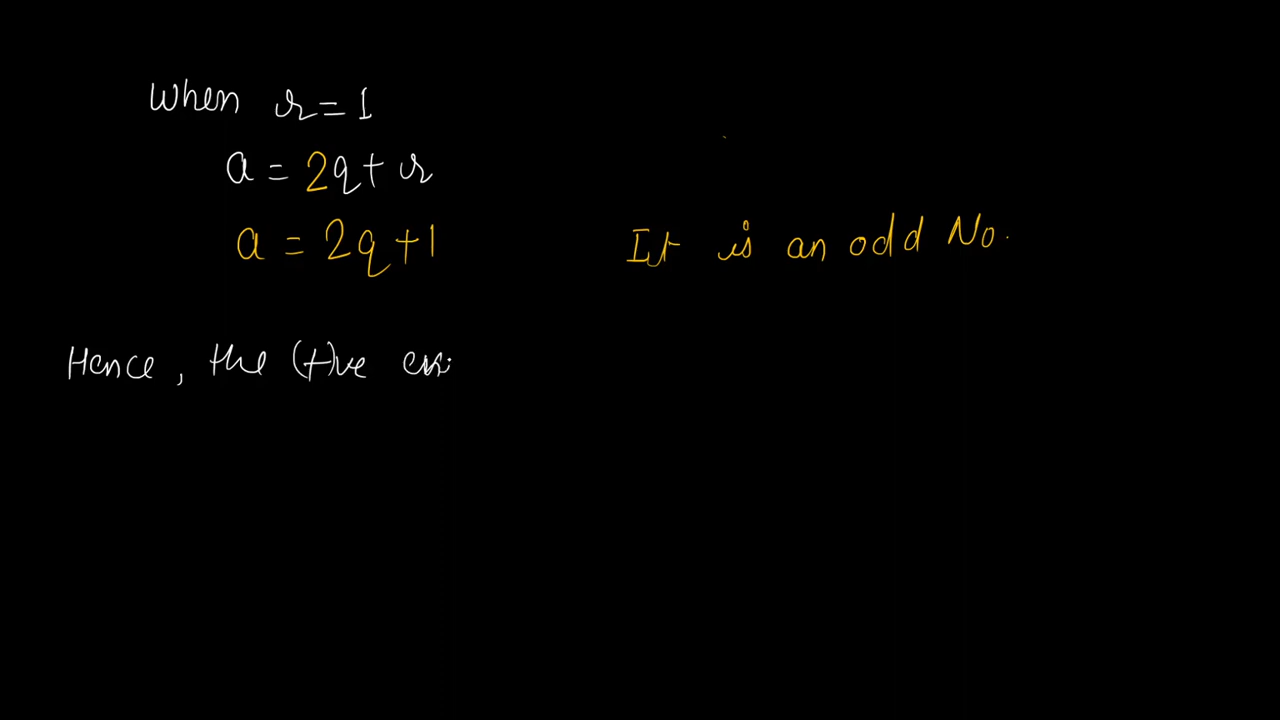 When r = 1
a = 2q + r
a = 2q + 1 It is an odd No.
Hence, the (+)ve